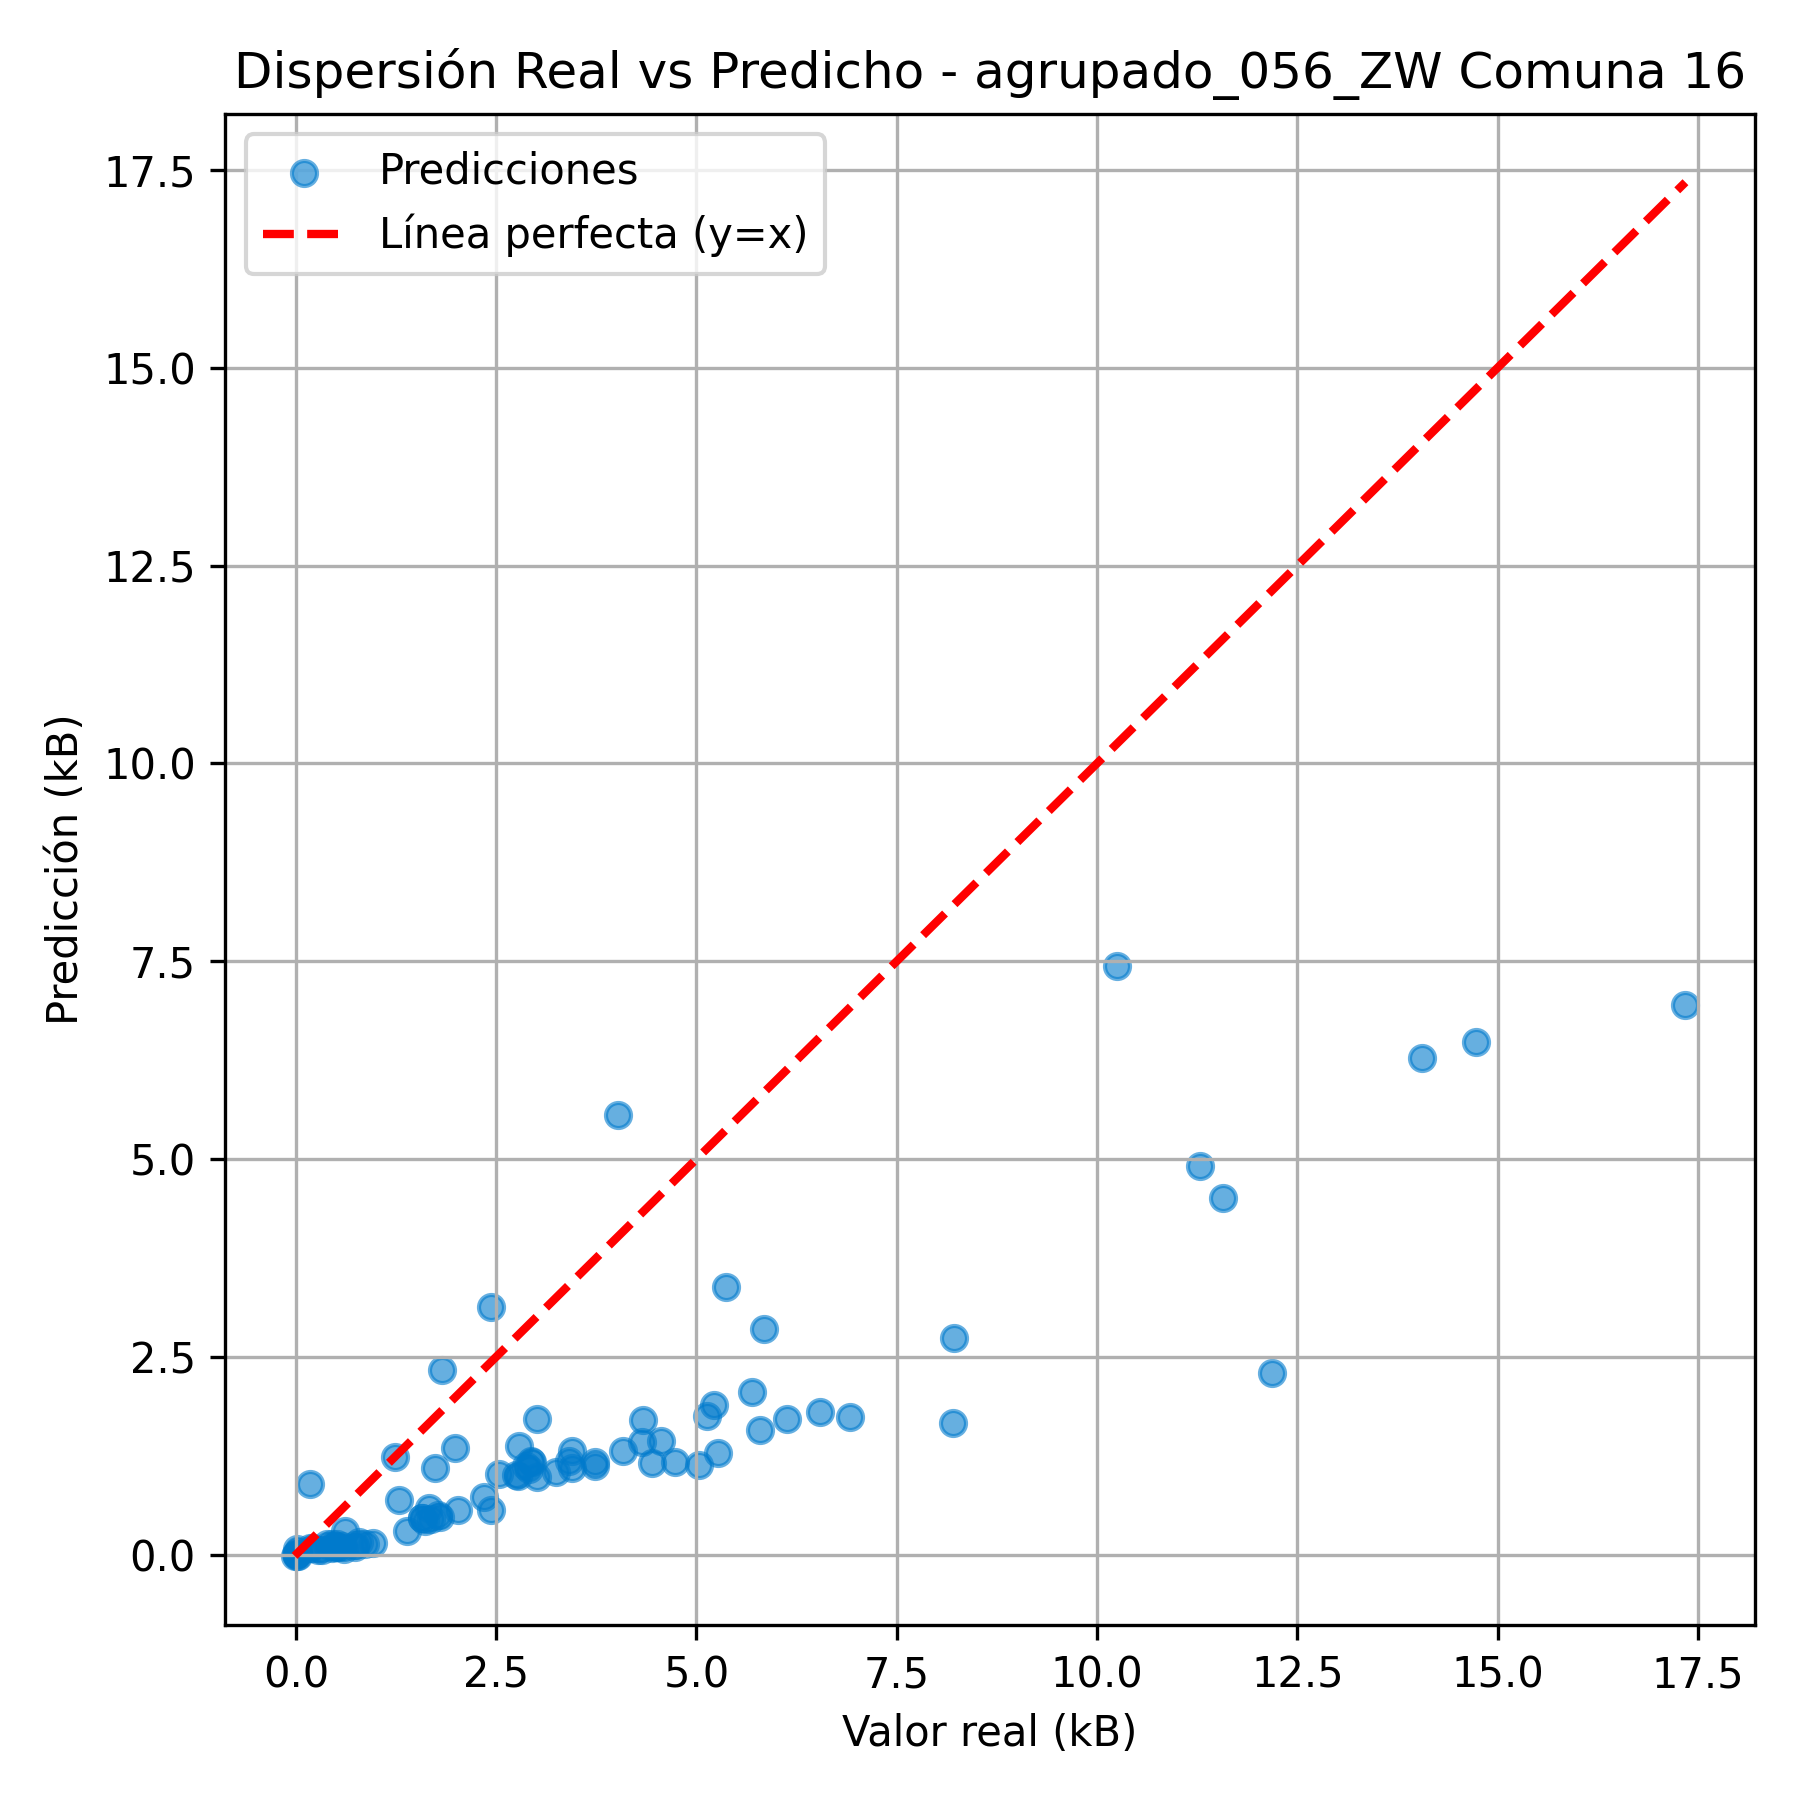 Dispersión Real vs Predicho - agrupado_056_ZW Comuna 16
Predicciones
Línea perfecta (y=x)
17.5
15.0
12.5
10.0
7.5
5.0
2.5
0.0
Predicción (kB)
0.0 2.5 5.0 7.5 10.0 12.5 15.0 17.5
Valor real (kB)